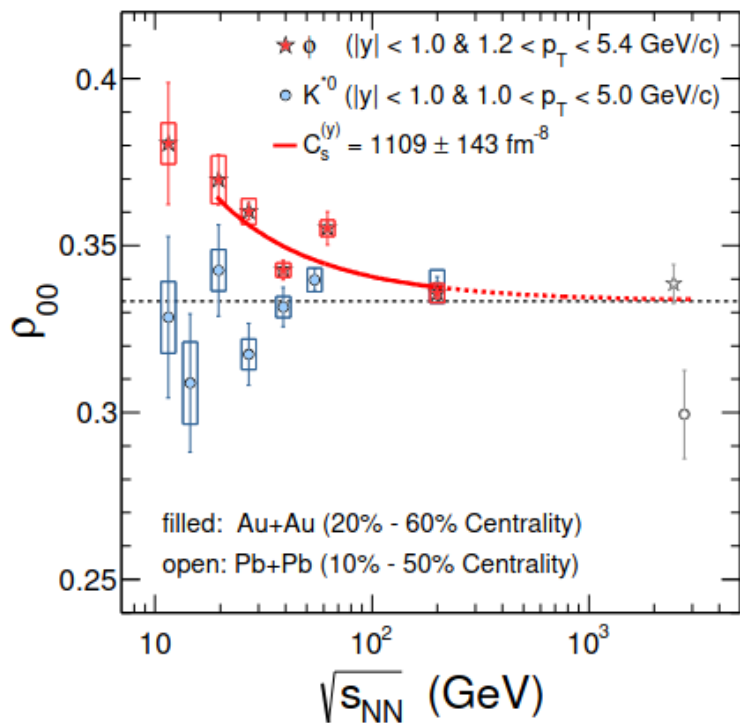 0.4
0.35
0.3
0.25
ρ00
ϕ (|y| < 1.0 & 1.2 < pT < 5.4 GeV/c)
K*0 (|y| < 1.0 & 1.0 < pT < 5.0 GeV/c)
Cs(y) = 1109 ± 143 fm-8
filled: Au+Au (20% - 60% Centrality)
open: Pb+Pb (10% - 50% Centrality)
10 10² 10³
√sNN (GeV)